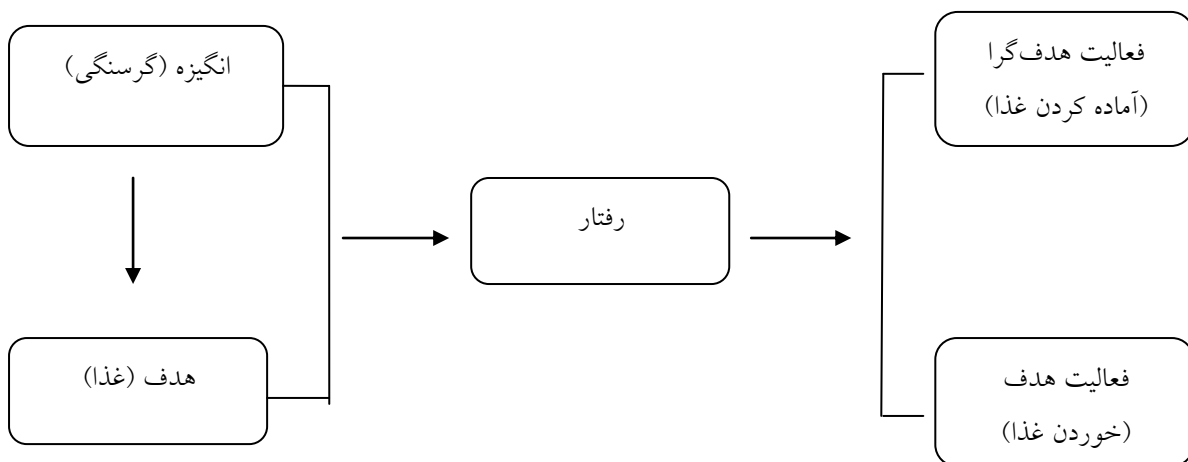 انگیزه (گرسنگی)
هدف (غذا)
رفتار
فعالیت هدف‌گرا
(آماده کردن غذا)
فعالیت هدف
(خوردن غذا)